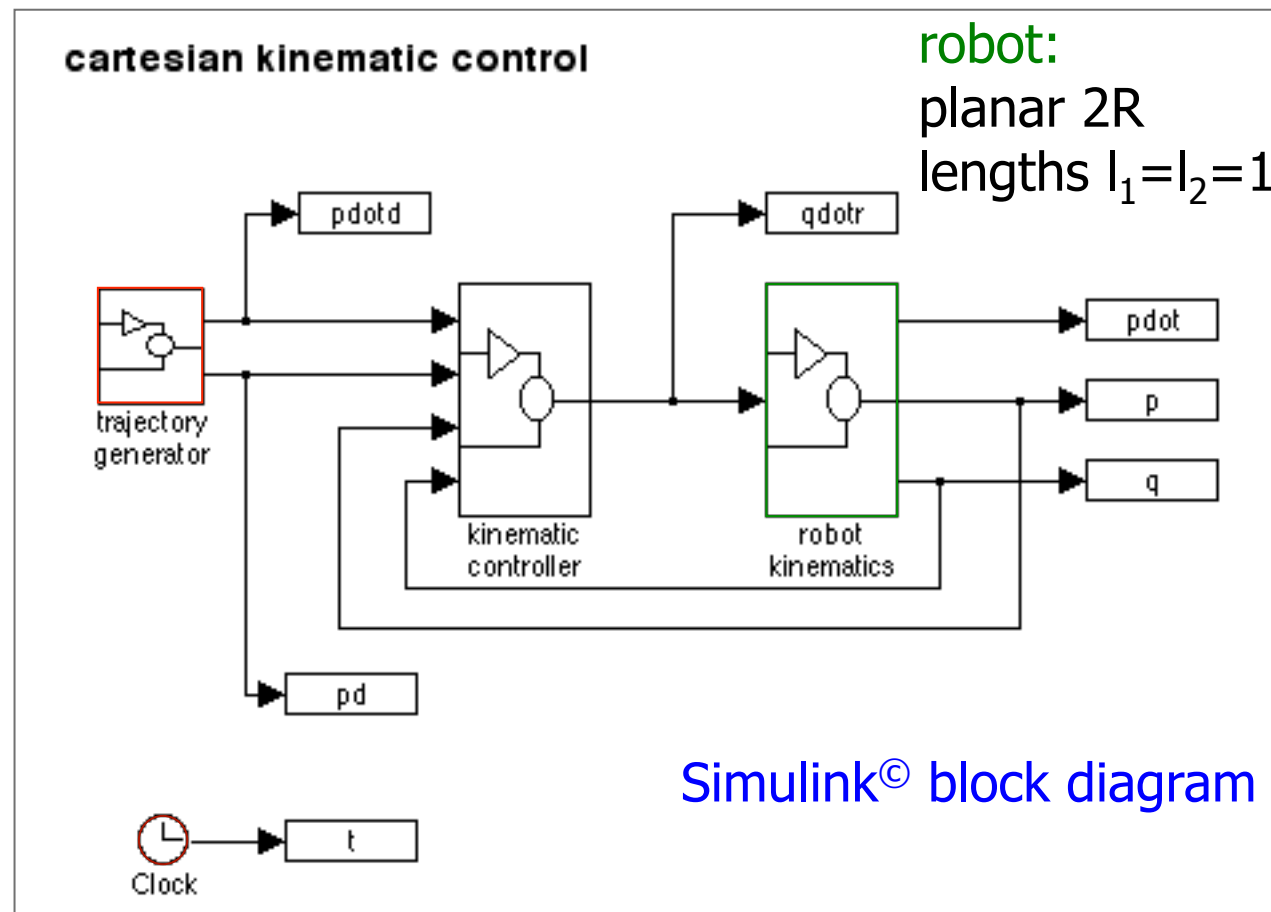 cartesian kinematic control
robot:
planar 2R
lengths l₁=l₂=1
pdotd
qdotr
trajectory
generator
pdot
p
q
kinematic
controller
robot
kinematics
pd
Simulink© block diagram
t
Clock